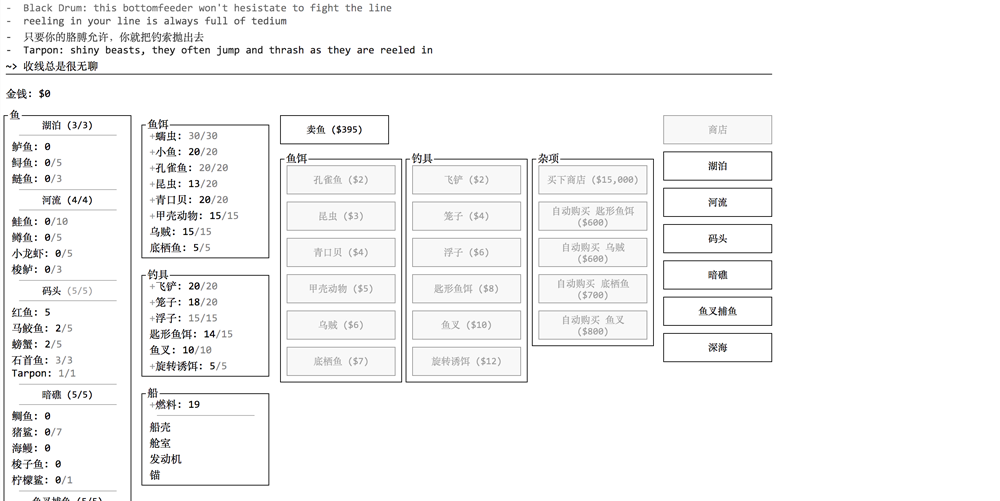 - Black Drum: this bottomfeeder won't hesistate to fight the line
- reeling in your line is always full of tedium
- 只要你的胳膊允许，你就把钓索抛出去
- Tarpon: shiny beasts, they often jump and thrash as they are reeled in
~> 收线总是很无聊
金钱: $0
鱼
湖泊 (3/3)
鲈鱼: 0
鲟鱼: 0/5
鲢鱼: 0/3
河流 (4/4)
鲑鱼: 0/10
鳟鱼: 0/5
小龙虾: 0/5
梭鲈: 0/3
码头 (5/5)
红鱼: 5
马鲛鱼: 2/5
螃蟹: 2/5
石首鱼: 3/3
Tarpon: 1/1
暗礁 (5/5)
鲷鱼: 0
猪鲨: 0/7
海鳗: 0
梭子鱼: 0
柠檬鲨: 0/1
鱼叉捕鱼 (5/5)
鱼饵
+蠕虫: 30/30
+小鱼: 20/20
+孔雀鱼: 20/20
+昆虫: 13/20
+青口贝: 20/20
+甲壳动物: 15/15
乌贼: 15/15
底栖鱼: 5/5
钓具
+飞铲: 20/20
+笼子: 18/20
+浮子: 15/15
匙形鱼饵: 14/15
鱼叉: 10/10
+旋转诱饵: 5/5
船
+燃料: 19
船壳
舱室
发动机
锚
卖鱼 ($395)
鱼饵
孔雀鱼 ($2)
昆虫 ($3)
青口贝 ($4)
甲壳动物 ($5)
乌贼 ($6)
底栖鱼 ($7)
钓具
飞铲 ($2)
笼子 ($4)
浮子 ($6)
匙形鱼饵 ($8)
鱼叉 ($10)
旋转诱饵 ($12)
杂项
买下商店 ($15,000)
自动购买 匙形鱼饵
($600)
自动购买 乌贼
($600)
自动购买 底栖鱼
($700)
自动购买 鱼叉
($800)
商店
湖泊
河流
码头
暗礁
鱼叉捕鱼
深海